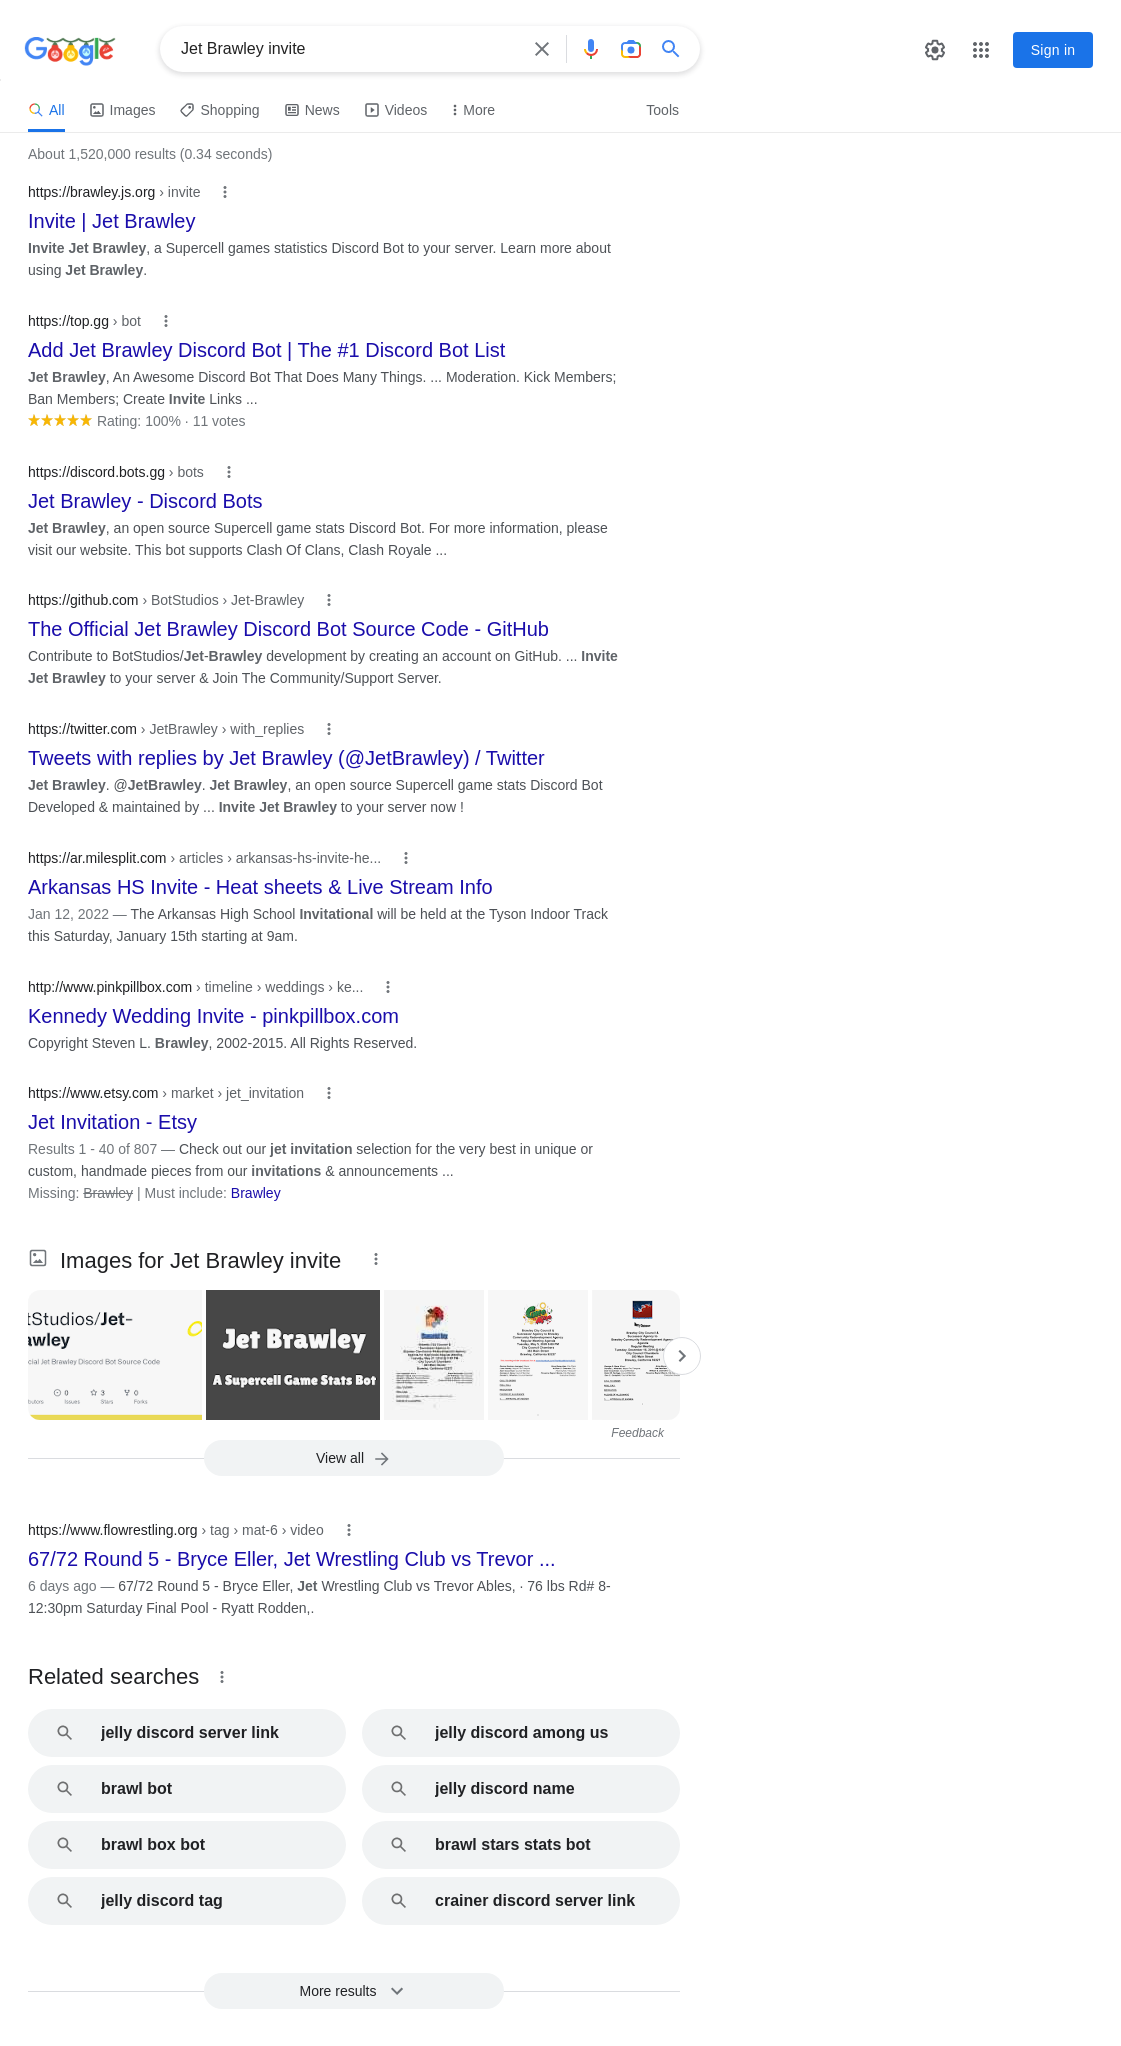 Google
Jet Brawley invite
Sign in
All
Images
Shopping
News
Videos
More
Tools
About 1,520,000 results (0.34 seconds)
https://brawley.js.org › invite
Invite | Jet Brawley
Invite Jet Brawley, a Supercell games statistics Discord Bot to your server. Learn more about
using Jet Brawley.
https://top.gg › bot
Add Jet Brawley Discord Bot | The #1 Discord Bot List
Jet Brawley, An Awesome Discord Bot That Does Many Things. ... Moderation. Kick Members;
Ban Members; Create Invite Links ...
Rating: 100% · 11 votes
https://discord.bots.gg › bots
Jet Brawley - Discord Bots
Jet Brawley, an open source Supercell game stats Discord Bot. For more information, please
visit our website. This bot supports Clash Of Clans, Clash Royale ...
https://github.com › BotStudios › Jet-Brawley
The Official Jet Brawley Discord Bot Source Code - GitHub
Contribute to BotStudios/Jet-Brawley development by creating an account on GitHub. ... Invite
Jet Brawley to your server & Join The Community/Support Server.
https://twitter.com › JetBrawley › with_replies
Tweets with replies by Jet Brawley (@JetBrawley) / Twitter
Jet Brawley. @JetBrawley. Jet Brawley, an open source Supercell game stats Discord Bot
Developed & maintained by ... Invite Jet Brawley to your server now !
https://ar.milesplit.com › articles › arkansas-hs-invite-he...
Arkansas HS Invite - Heat sheets & Live Stream Info
Jan 12, 2022 — The Arkansas High School Invitational will be held at the Tyson Indoor Track
this Saturday, January 15th starting at 9am.
http://www.pinkpillbox.com › timeline › weddings › ke...
Kennedy Wedding Invite - pinkpillbox.com
Copyright Steven L. Brawley, 2002-2015. All Rights Reserved.
https://www.etsy.com › market › jet_invitation
Jet Invitation - Etsy
Results 1 - 40 of 807 — Check out our jet invitation selection for the very best in unique or
custom, handmade pieces from our invitations & announcements ...
Missing: Brawley | Must include: Brawley
Images for Jet Brawley invite
tStudios/Jet-
awley
cial Jet Brawley Discord Bot Source Code
0 3 0
butors Issues Stars Forks
Jet Brawley
A Supercell Game Stats Bot
Feedback
View all
https://www.flowrestling.org › tag › mat-6 › video
67/72 Round 5 - Bryce Eller, Jet Wrestling Club vs Trevor ...
6 days ago — 67/72 Round 5 - Bryce Eller, Jet Wrestling Club vs Trevor Ables, · 76 lbs Rd# 8-
12:30pm Saturday Final Pool - Ryatt Rodden,.
Related searches
jelly discord server link
jelly discord among us
brawl bot
jelly discord name
brawl box bot
brawl stars stats bot
jelly discord tag
crainer discord server link
More results